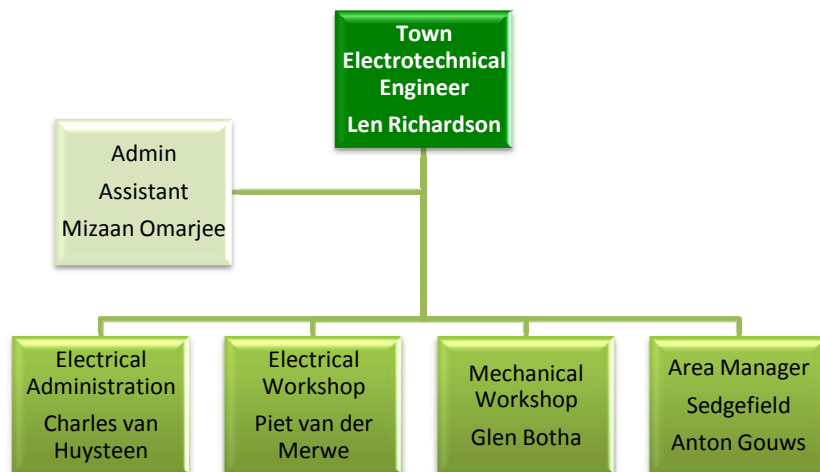 Town
Electrotechnical
Engineer
Len Richardson
Admin
Assistant
Mizaan Omarjee
Electrical
Administration
Charles van
Huysteen
Electrical
Workshop
Piet van der
Merwe
Mechanical
Workshop
Glen Botha
Area Manager
Sedgefield
Anton Gouws